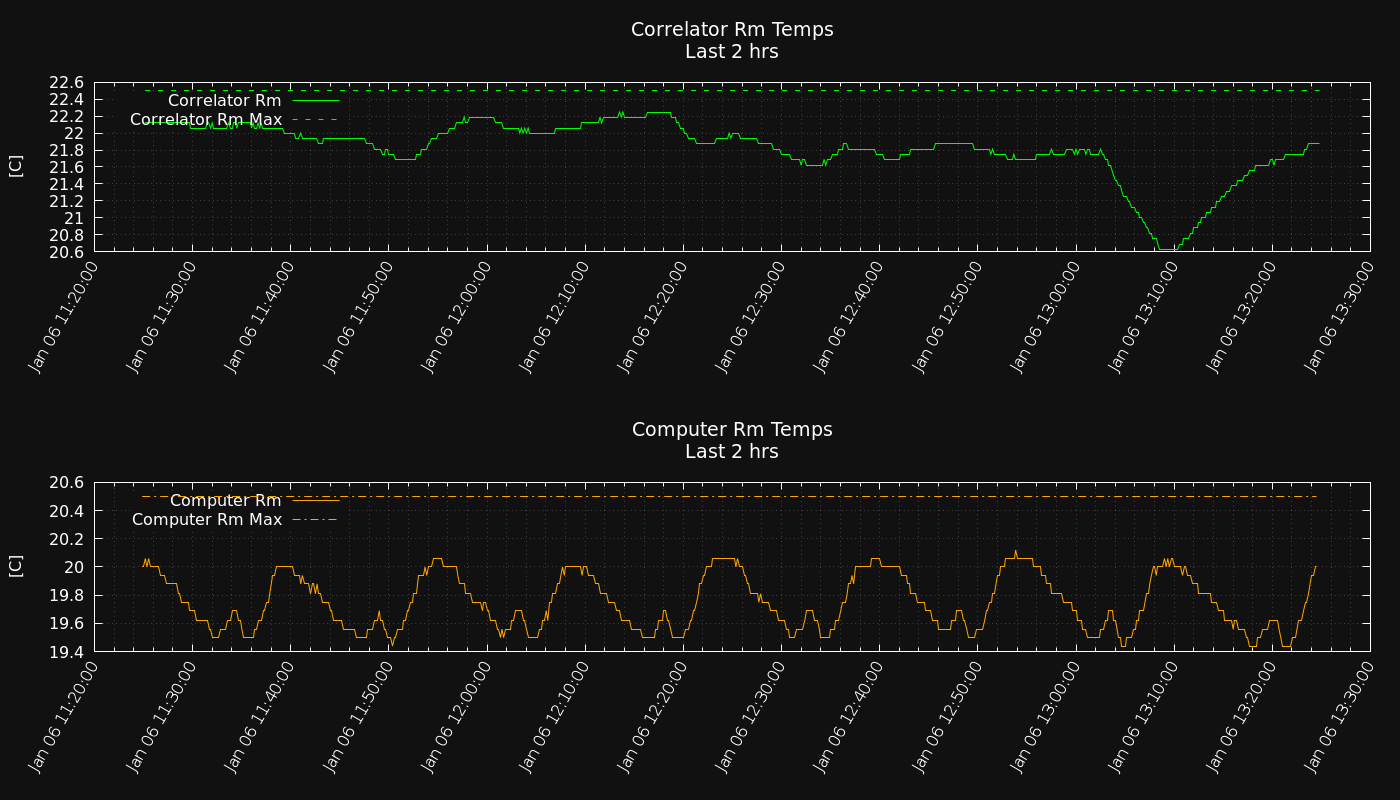 Correlator Rm Temps
Last 2 hrs
22.6
22.4
22.2
22
21.8
21.6
21.4
21.2
21
20.8
20.6
[C]
Correlator Rm
Correlator Rm Max
Jan 06 11:20:00
Jan 06 11:30:00
Jan 06 11:40:00
Jan 06 11:50:00
Jan 06 12:00:00
Jan 06 12:10:00
Jan 06 12:20:00
Jan 06 12:30:00
Jan 06 12:40:00
Jan 06 12:50:00
Jan 06 13:00:00
Jan 06 13:10:00
Jan 06 13:20:00
Jan 06 13:30:00
Computer Rm Temps
Last 2 hrs
20.6
20.4
20.2
20
19.8
19.6
19.4
[C]
Computer Rm
Computer Rm Max
Jan 06 11:20:00
Jan 06 11:30:00
Jan 06 11:40:00
Jan 06 11:50:00
Jan 06 12:00:00
Jan 06 12:10:00
Jan 06 12:20:00
Jan 06 12:30:00
Jan 06 12:40:00
Jan 06 12:50:00
Jan 06 13:00:00
Jan 06 13:10:00
Jan 06 13:20:00
Jan 06 13:30:00